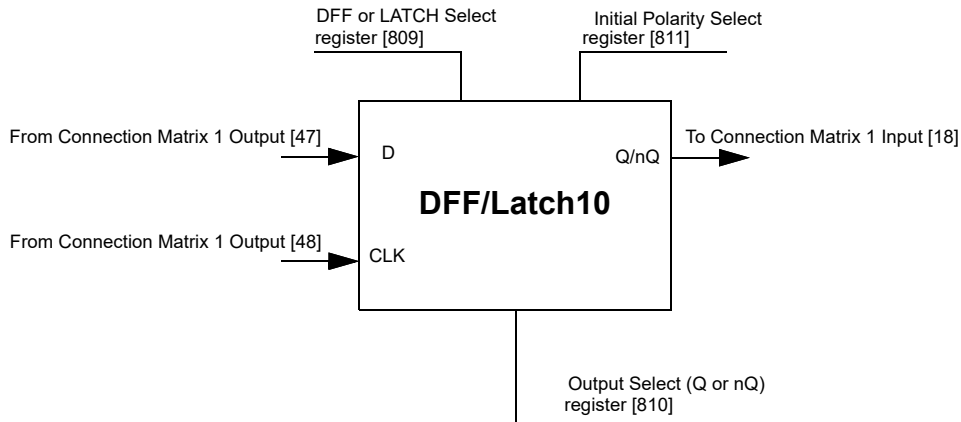 DFF or LATCH Select
register [809]
Initial Polarity Select
register [811]
From Connection Matrix 1 Output [47]
D
Q/nQ
To Connection Matrix 1 Input [18]
DFF/Latch10
From Connection Matrix 1 Output [48]
CLK
Output Select (Q or nQ)
register [810]